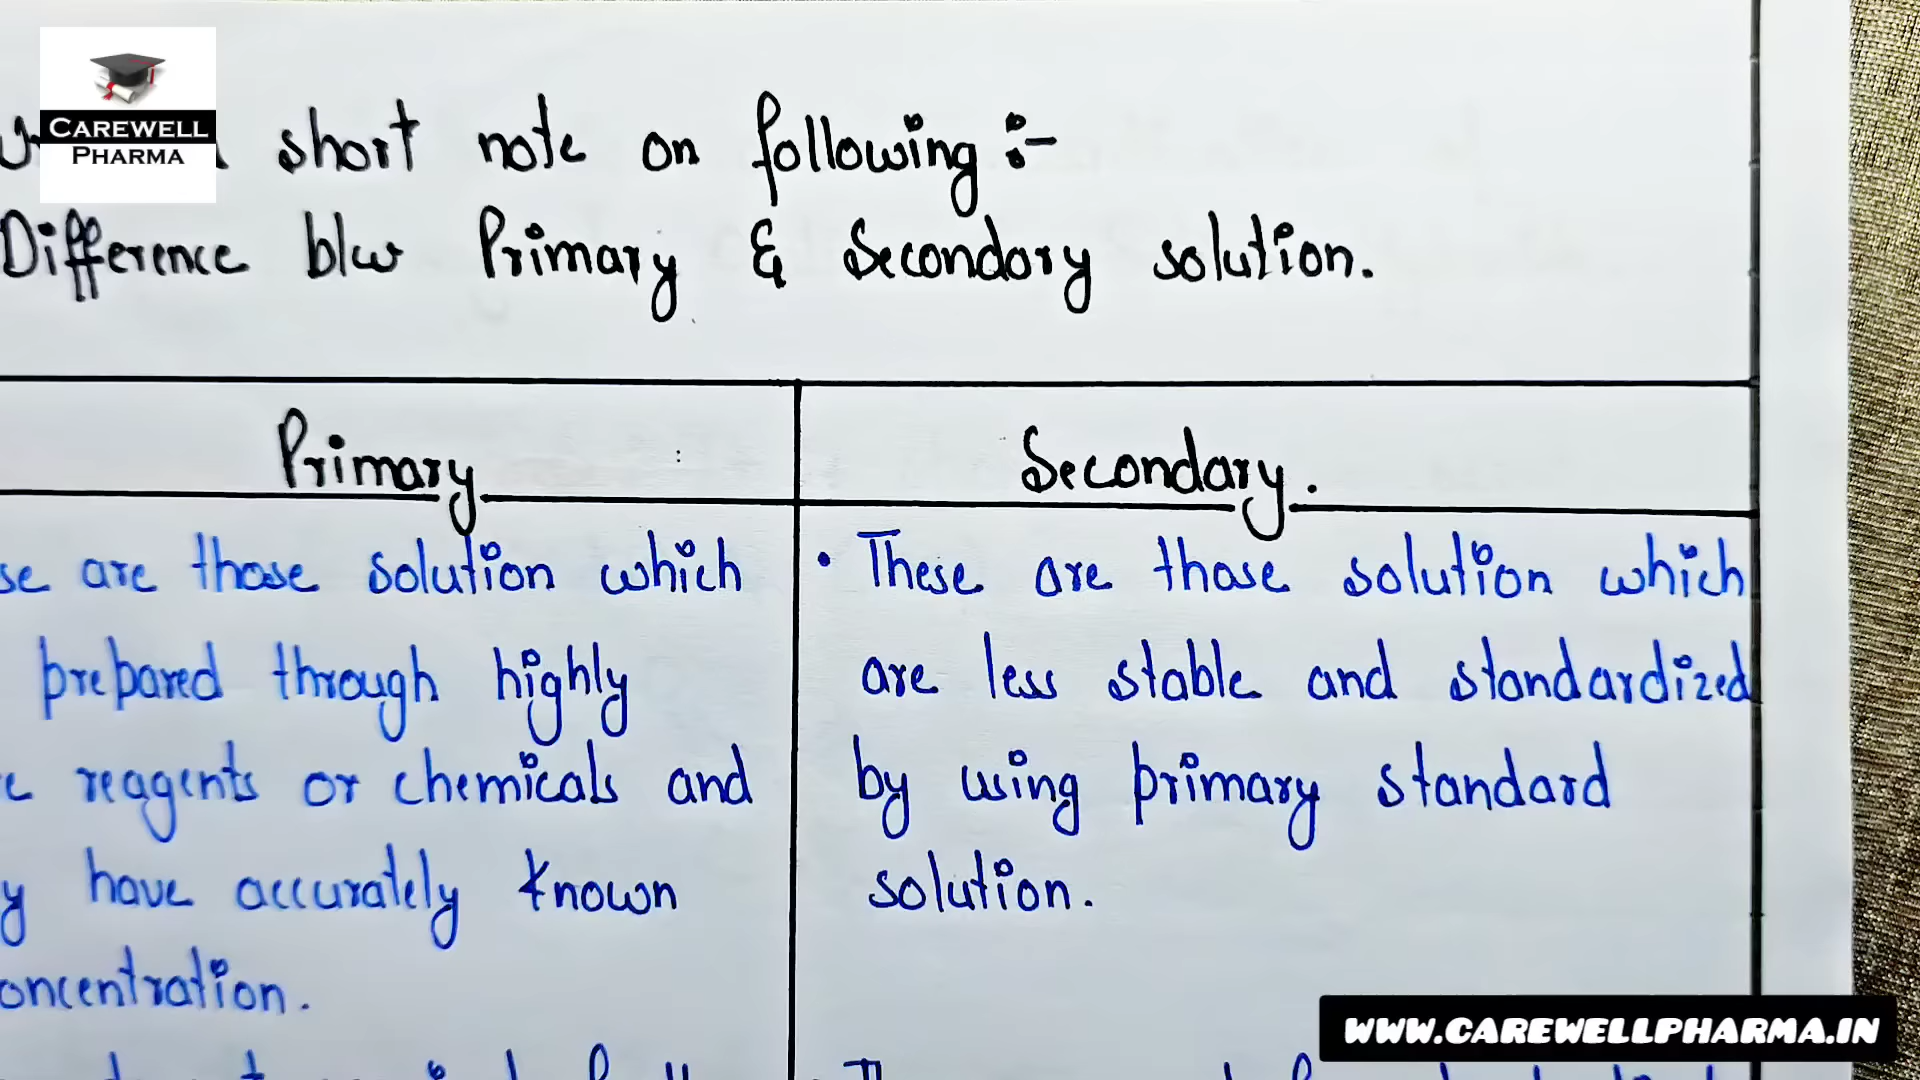 CAREWELL
PHARMA
short note on following :-
Difference b/w Primary & Secondary solution.
Primary
Secondary.
se are those solution which
prepared through highly
reagents or chemicals and
y have accurately known
oncentration.
• These are those solution which
are less stable and standardized
by using primary standard
solution.
WWW.CAREWELLPHARMA.IN